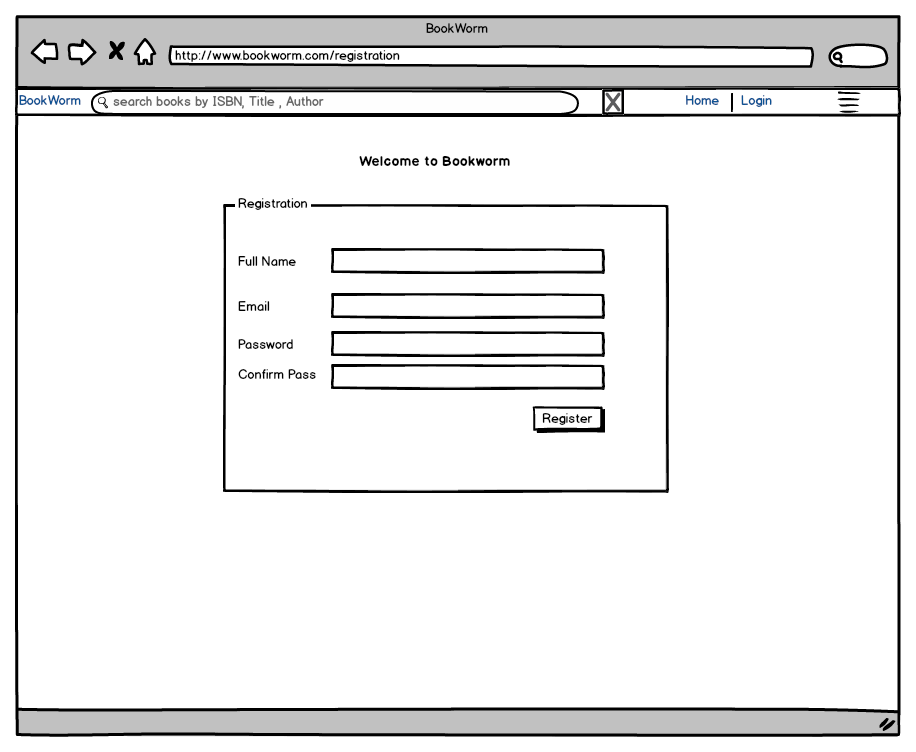 BookWorm
http://www.bookworm.com/registration
BookWorm search books by ISBN, Title , Author Home Login
Welcome to Bookworm
Registration
Full Name
Email
Password
Confirm Pass
Register